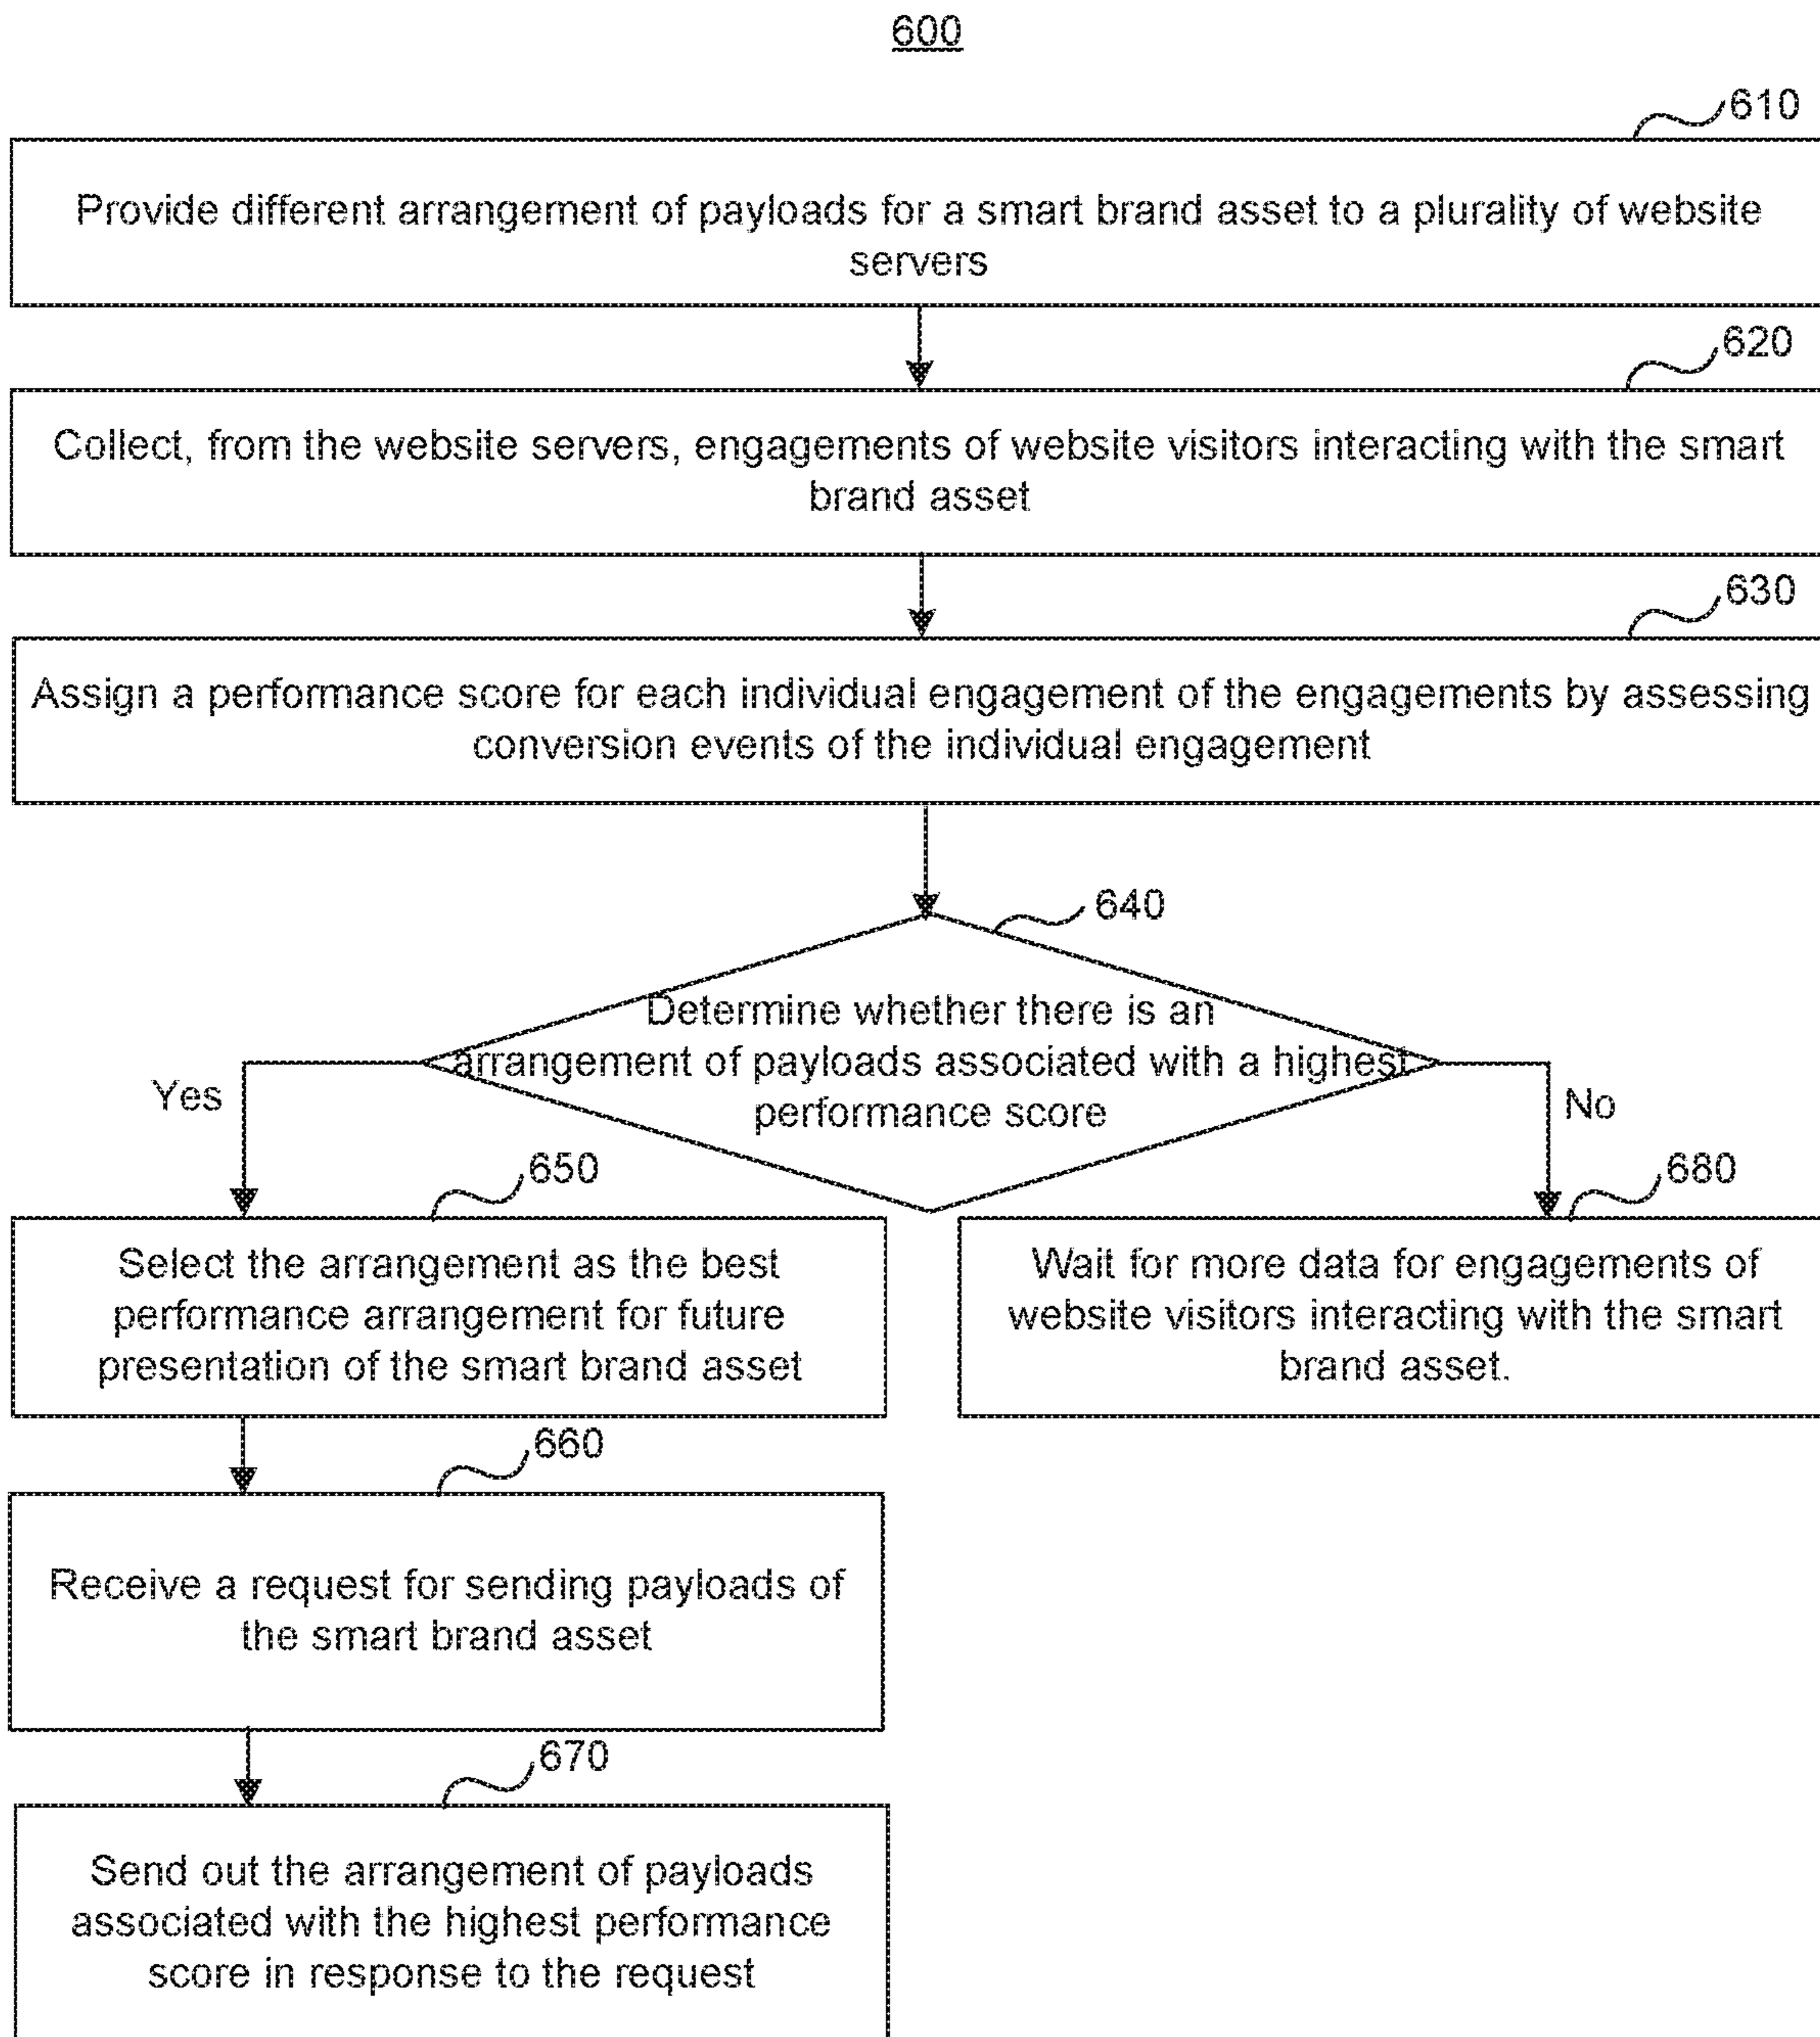 600
610
Provide different arrangement of payloads for a smart brand asset to a plurality of website
servers
620
Collect, from the website servers, engagements of website visitors interacting with the smart
brand asset
630
Assign a performance score for each individual engagement of the engagements by assessing
conversion events of the individual engagement
640
Determine whether there is an
arrangement of payloads associated with a highest
performance score
Yes
No
650
Select the arrangement as the best
performance arrangement for future
presentation of the smart brand asset
680
Wait for more data for engagements of
website visitors interacting with the smart
brand asset.
660
Receive a request for sending payloads of
the smart brand asset
670
Send out the arrangement of payloads
associated with the highest performance
score in response to the request